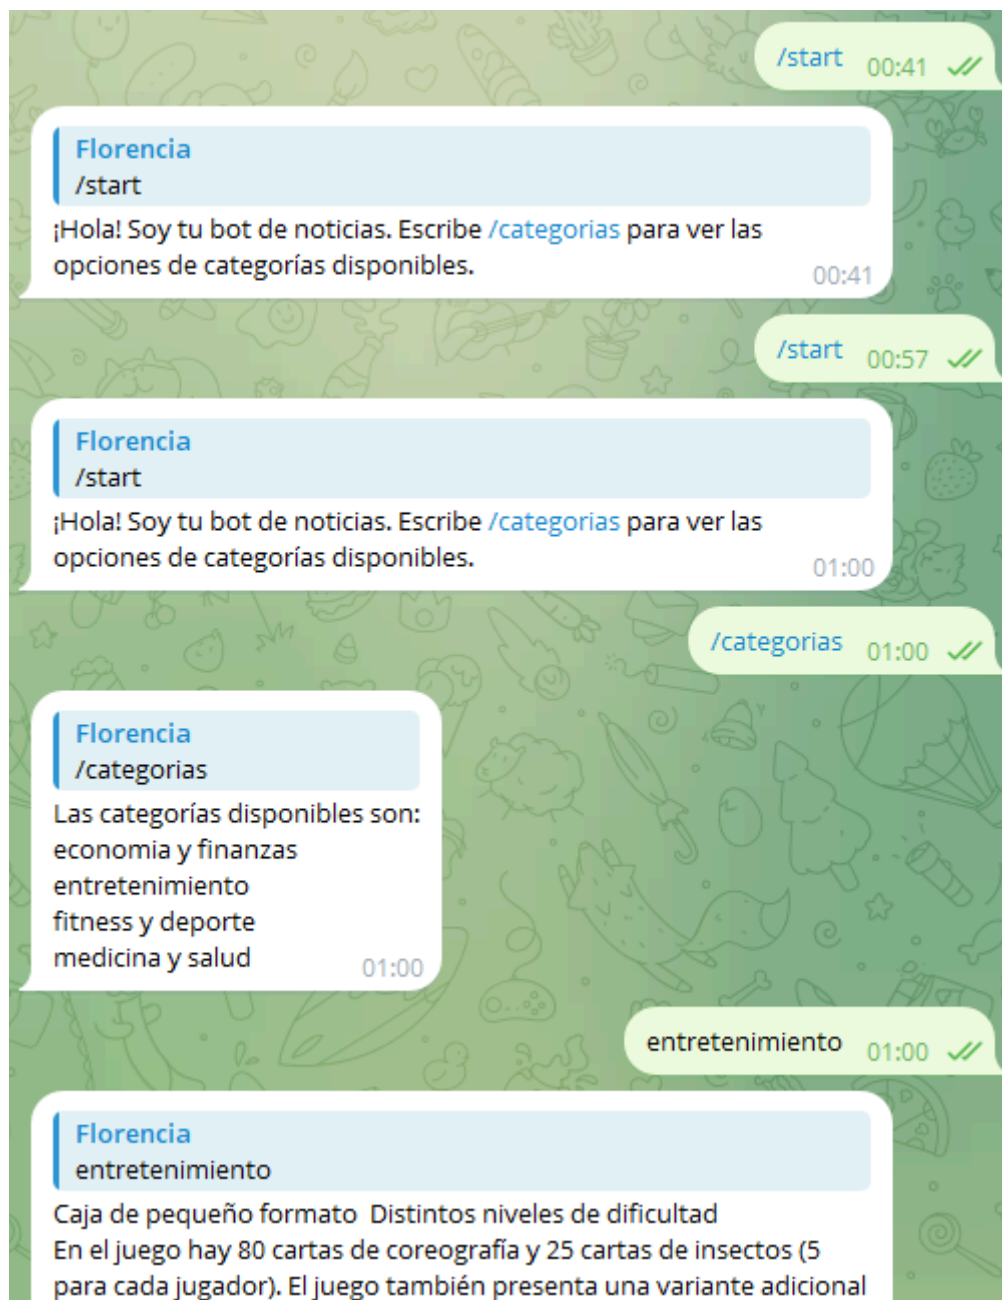 /start 00:41
Florencia
/start
¡Hola! Soy tu bot de noticias. Escribe /categorias para ver las
opciones de categorías disponibles.
00:41
/start 00:57
Florencia
/start
¡Hola! Soy tu bot de noticias. Escribe /categorias para ver las
opciones de categorías disponibles.
01:00
/categorias 01:00
Florencia
/categorias
Las categorías disponibles son:
economia y finanzas
entretenimiento
fitness y deporte
medicina y salud
01:00
entretenimiento 01:00
Florencia
entretenimiento
Caja de pequeño formato  Distintos niveles de dificultad
En el juego hay 80 cartas de coreografía y 25 cartas de insectos (5
para cada jugador). El juego también presenta una variante adicional